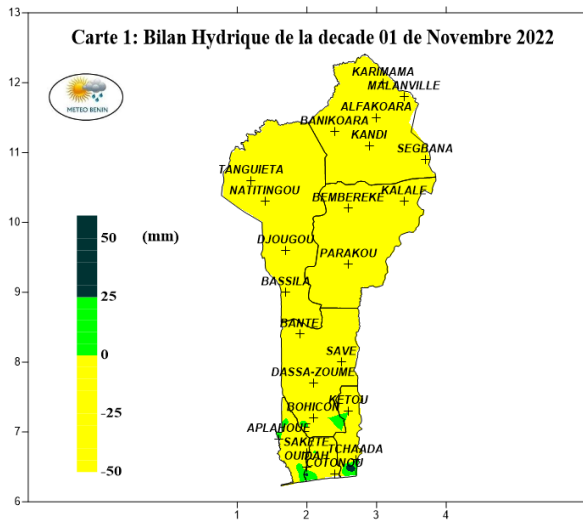 Carte 1: Bilan Hydrique de la decade 01 de Novembre 2022
METEO BENIN
13
12
11
10
9
8
7
6
1
2
3
4
(mm)
50
25
0
-25
-50
KARIMAMA
MALANVILLE
ALFAKOARA
BANIKOARA
KANDI
SEGBANA
TANGUIETA
NATITINGOU
BEMBEREKE
KALALE
DJOUGOU
PARAKOU
BASSILA
BANTE
SAVE
DASSA-ZOUME
KETOU
BOHICON
APLAHOUE
SAKETE
TCHAADA
OUIDAH
COTONOU